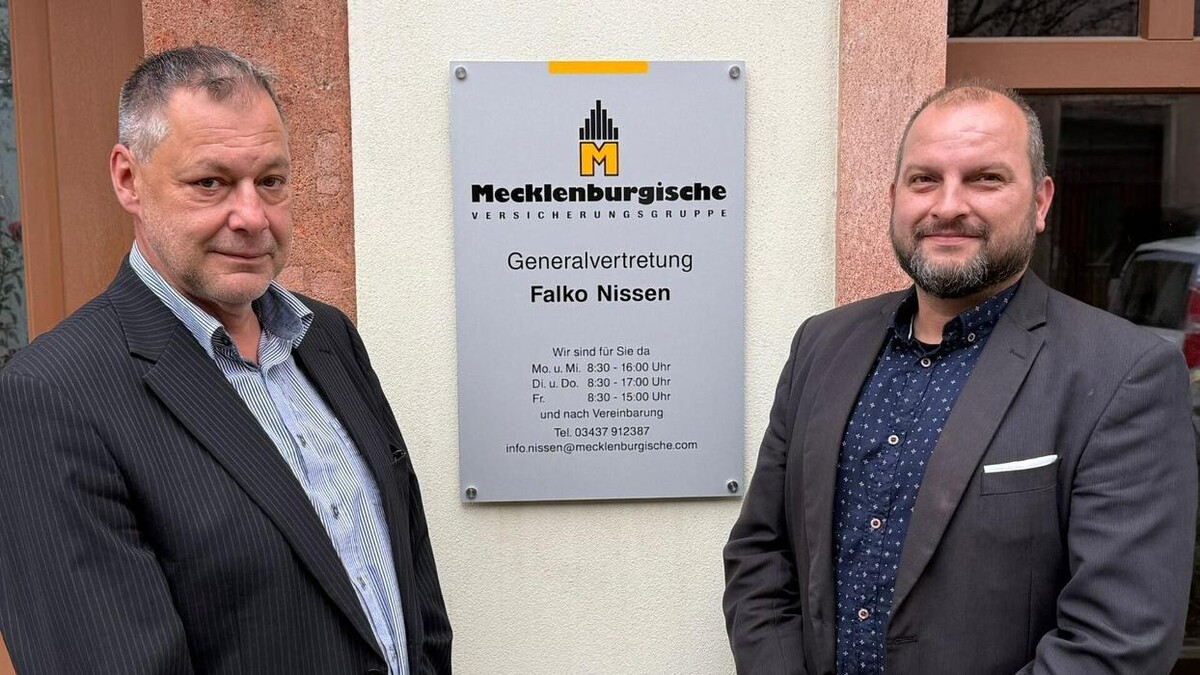 M
Mecklenburgische
VERSICHERUNGSGRUPPE
Generalvertretung
Falko Nissen
Wir sind für Sie da
Mo. u. Mi. 8:30 - 16:00 Uhr
Di. u. Do. 8:30 - 17:00 Uhr
Fr. 8:30 - 15:00 Uhr
und nach Vereinbarung
Tel. 03437 912387
info.nissen@mecklenburgische.com